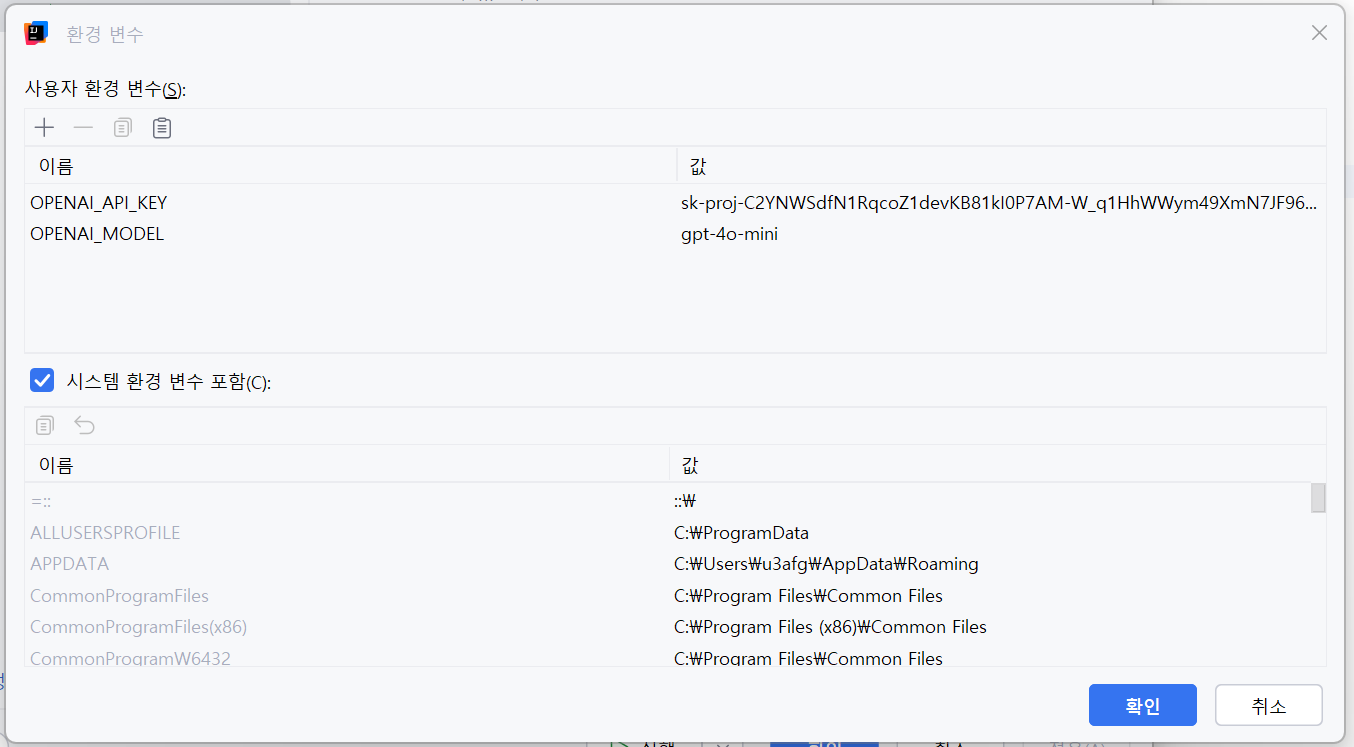 환경 변수
사용자 환경 변수(S):
이름 값
OPENAI_API_KEY sk-proj-C2YNWSdfN1RqcoZ1devKB81kI0P7AM-W_q1HhWWym49XmN7JF96...
OPENAI_MODEL gpt-4o-mini
시스템 환경 변수 포함(C):
이름 값
=:: ::₩
ALLUSERSPROFILE C:₩ProgramData
APPDATA C:₩Users₩u3afg₩AppData₩Roaming
CommonProgramFiles C:₩Program Files₩Common Files
CommonProgramFiles(x86) C:₩Program Files (x86)₩Common Files
CommonProgramW6432 C:₩Program Files₩Common Files
확인 취소